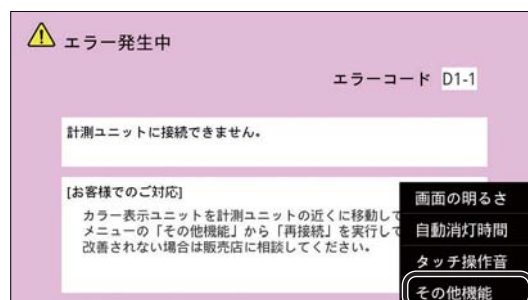 エラー発生中
エラーコード D1-1
計測ユニットに接続できません。
[お客様でのご対応]
カラー表示ユニットを計測ユニットの近くに移動して
メニューの「その他機能」から「再接続」を実行して
改善されない場合は販売店に相談してください。
画面の明るさ
自動消灯時間
タッチ操作音
その他機能